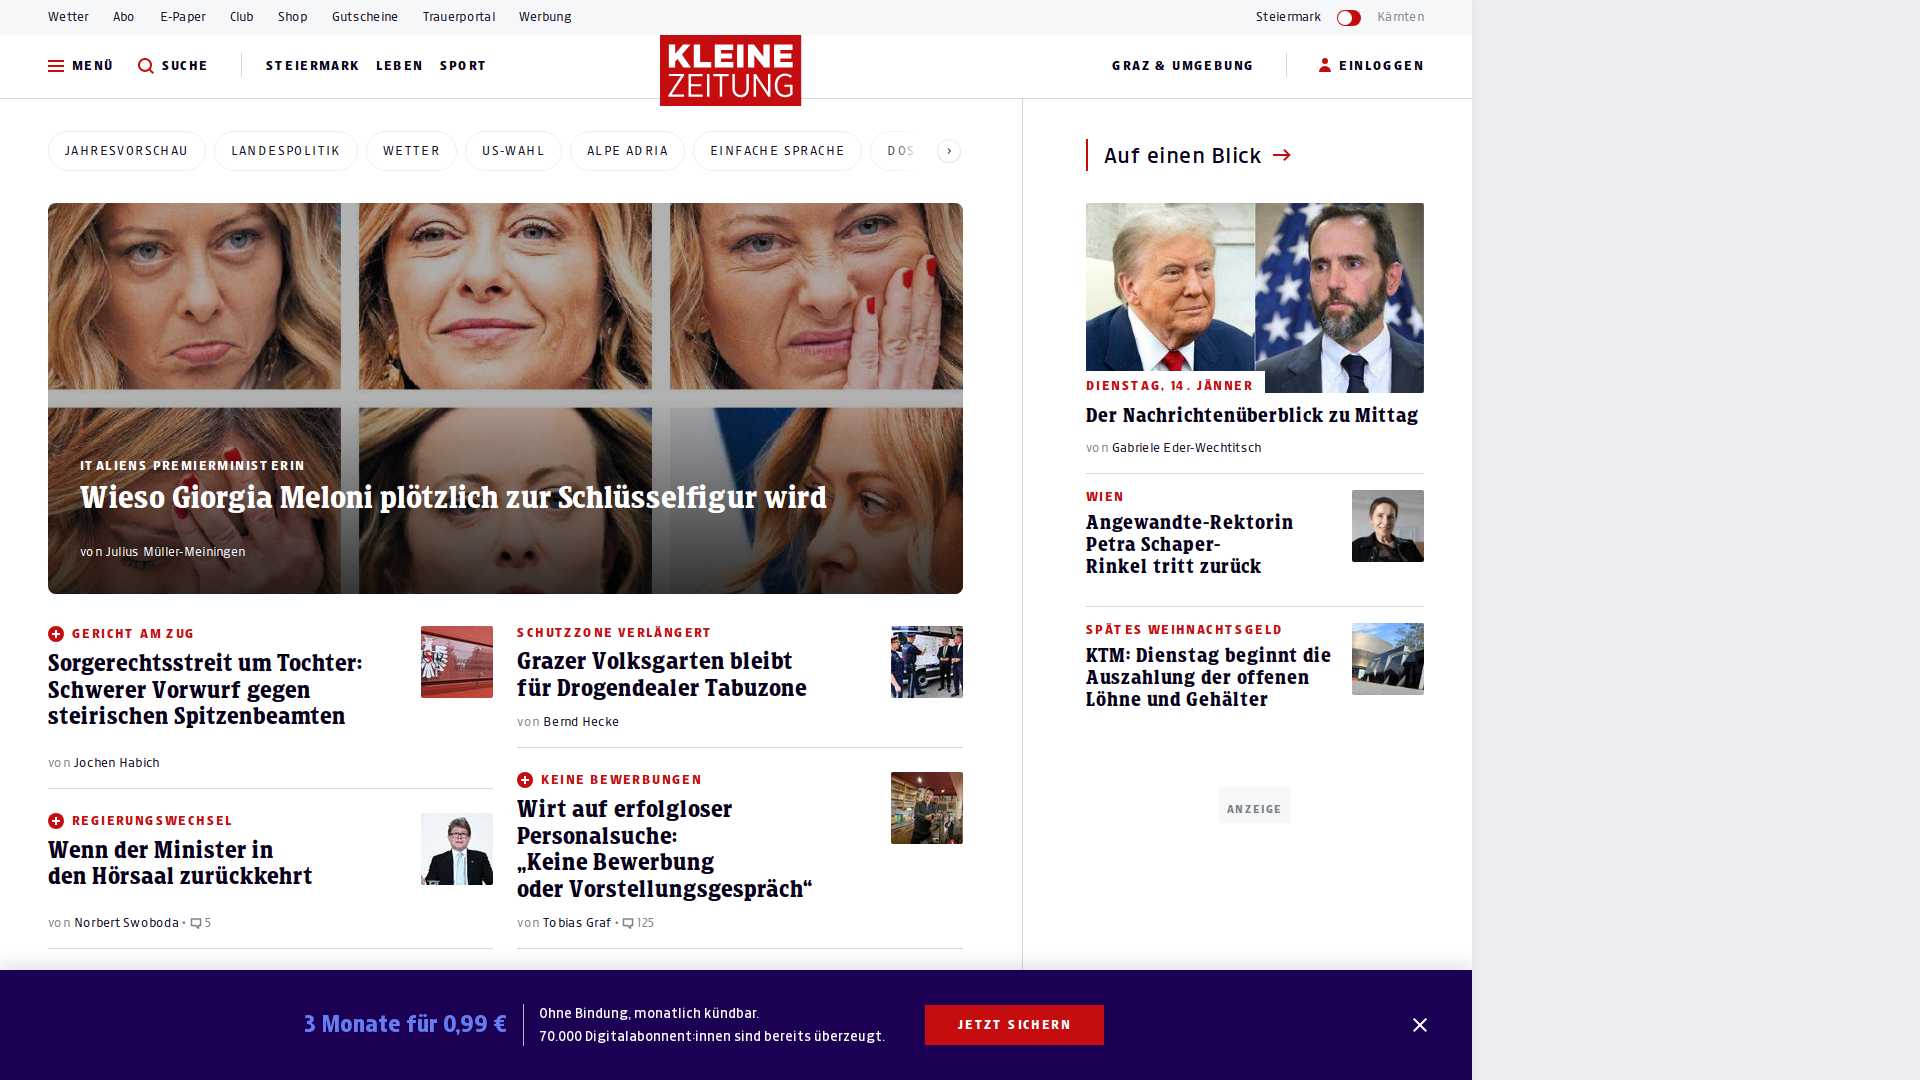 Wetter Abo E-Paper Club Shop Gutscheine Trauerportal Werbung Steiermark Kärnten
MENÜ SUCHE STEIERMARK LEBEN SPORT KLEINE ZEITUNG GRAZ & UMGEBUNG EINLOGGEN
JAHRESVORSCHAU LANDESPOLITIK WETTER US-WAHL ALPE ADRIA EINFACHE SPRACHE DOS
ITALIENS PREMIERMINISTERIN
Wieso Giorgia Meloni plötzlich zur Schlüsselfigur wird
von Julius Müller-Meiningen
GERICHT AM ZUG
Sorgerechtsstreit um Tochter:
Schwerer Vorwurf gegen
steirischen Spitzenbeamten
von Jochen Habich
REGIERUNGSWECHSEL
Wenn der Minister in
den Hörsaal zurückkehrt
von Norbert Swoboda • 5
SCHUTZZONE VERLÄNGERT
Grazer Volksgarten bleibt
für Drogendealer Tabuzone
von Bernd Hecke
KEINE BEWERBUNGEN
Wirt auf erfolgloser
Personalsuche:
„Keine Bewerbung
oder Vorstellungsgespräch“
von Tobias Graf • 125
Auf einen Blick
DIENSTAG, 14. JÄNNER
Der Nachrichtenüberblick zu Mittag
von Gabriele Eder-Wechtitsch
WIEN
Angewandte-Rektorin
Petra Schaper-
Rinkel tritt zurück
SPÄTES WEIHNACHTSGELD
KTM: Dienstag beginnt die
Auszahlung der offenen
Löhne und Gehälter
ANZEIGE
3 Monate für 0,99 €
Ohne Bindung, monatlich kündbar.
70.000 Digitalabonnent:innen sind bereits überzeugt.
JETZT SICHERN